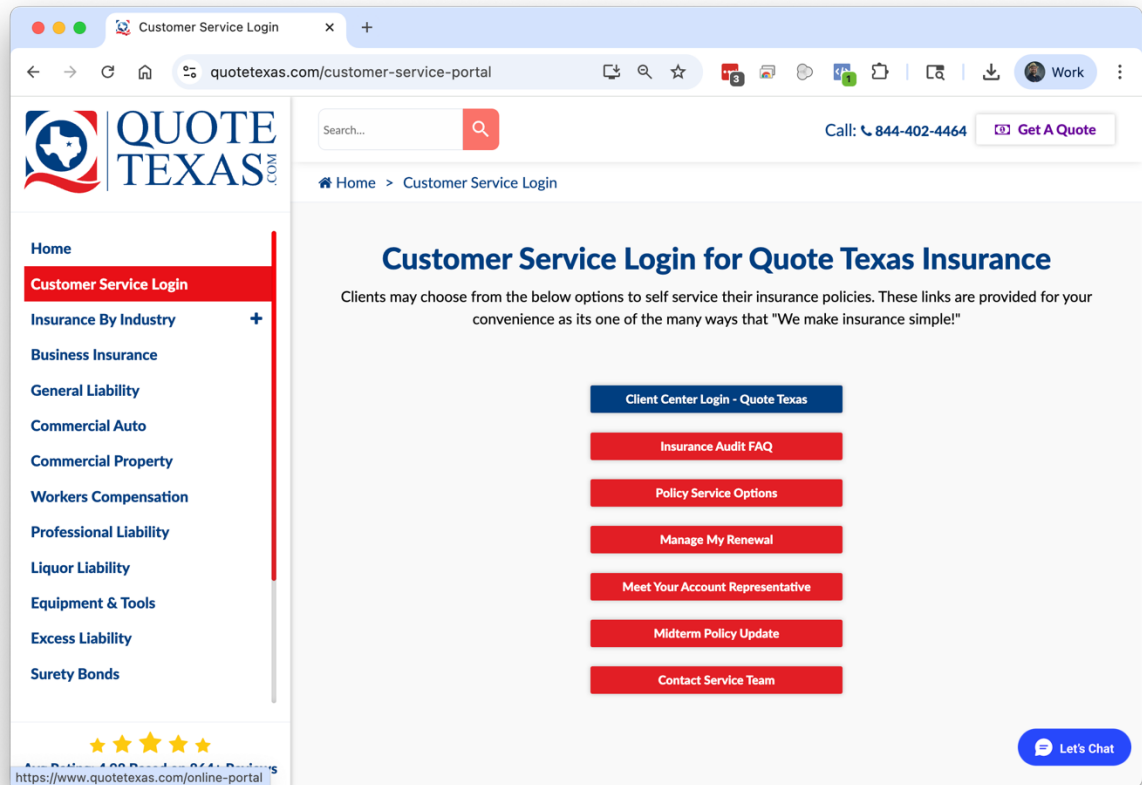 Customer Service Login
quotetexas.com/customer-service-portal
3
1
Work
QUOTE
TEXAS
.COM
Search...
Call: 844-402-4464
Get A Quote
Home > Customer Service Login
Home
Customer Service Login
Insurance By Industry +
Business Insurance
General Liability
Commercial Auto
Commercial Property
Workers Compensation
Professional Liability
Liquor Liability
Equipment & Tools
Excess Liability
Surety Bonds
Customer Service Login for Quote Texas Insurance
Clients may choose from the below options to self service their insurance policies. These links are provided for your
convenience as its one of the many ways that "We make insurance simple!"
Client Center Login - Quote Texas
Insurance Audit FAQ
Policy Service Options
Manage My Renewal
Meet Your Account Representative
Midterm Policy Update
Contact Service Team
Let's Chat
https://www.quotetexas.com/online-portal